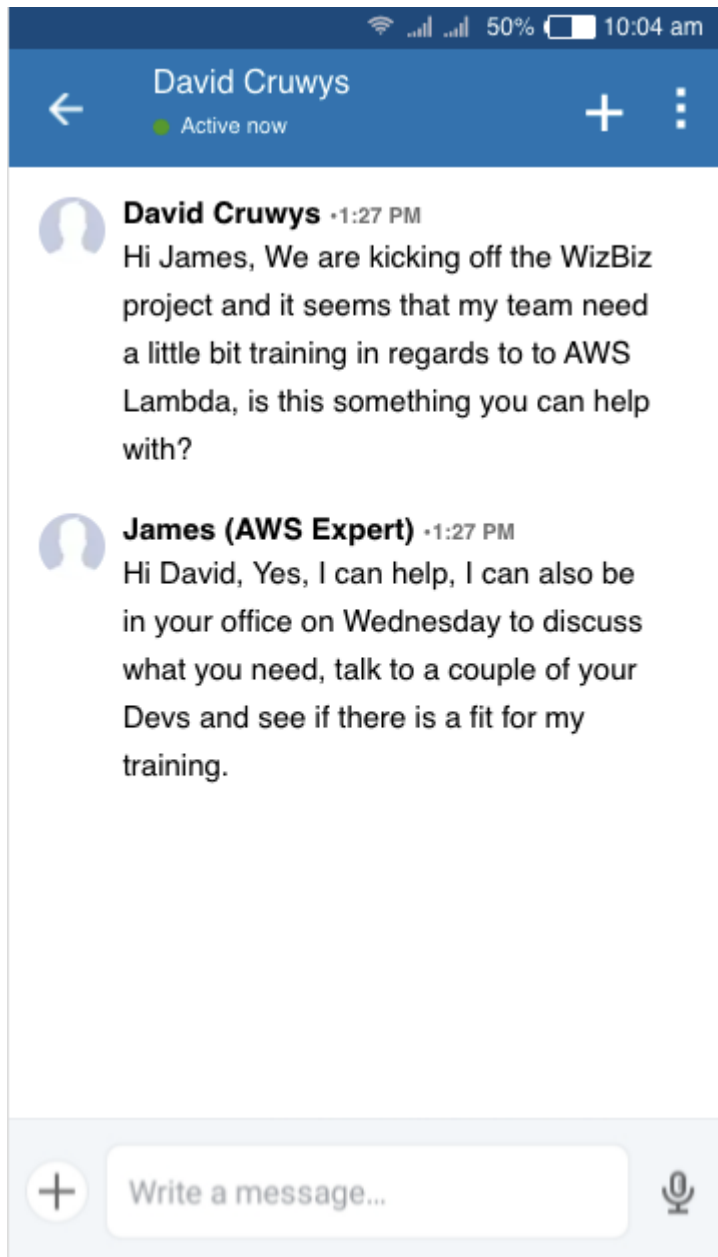 50% 10:04 am
David Cruwys
Active now
David Cruwys •1:27 PM
Hi James, We are kicking off the WizBiz
project and it seems that my team need
a little bit training in regards to to AWS
Lambda, is this something you can help
with?
James (AWS Expert) •1:27 PM
Hi David, Yes, I can help, I can also be
in your office on Wednesday to discuss
what you need, talk to a couple of your
Devs and see if there is a fit for my
training.
Write a message...